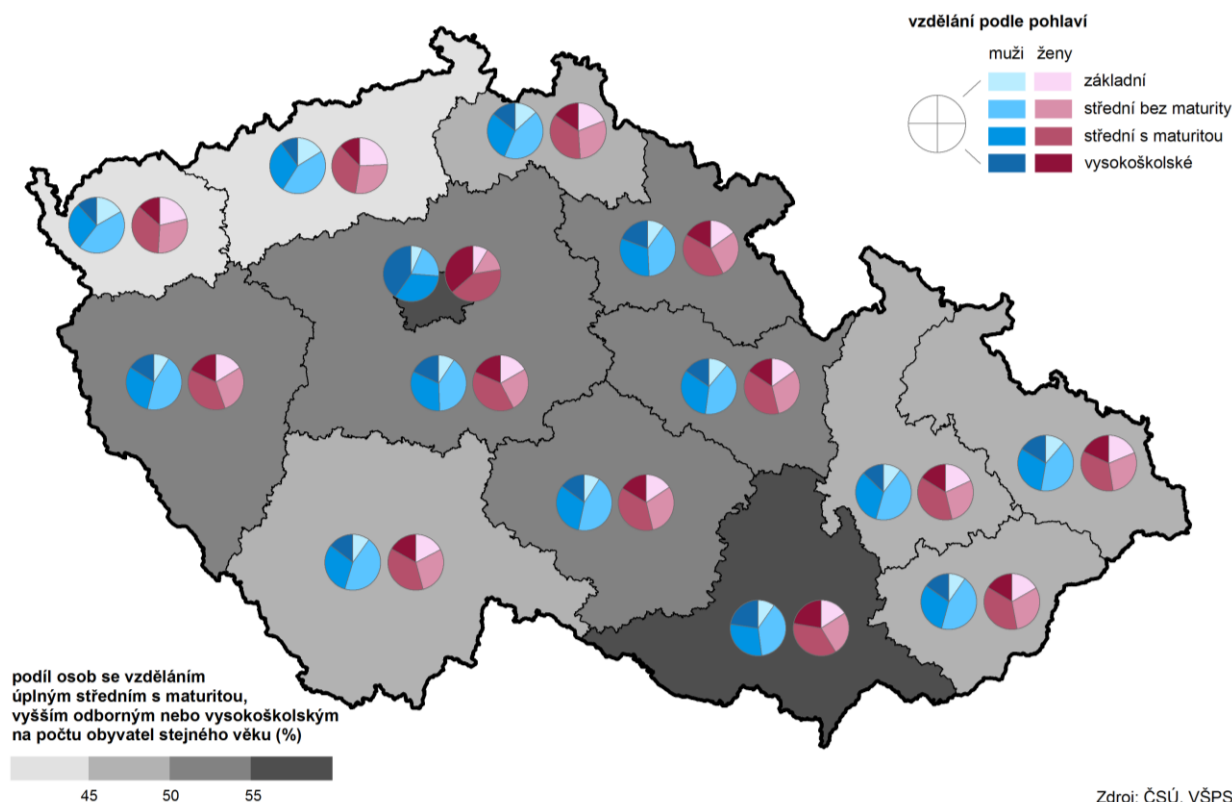 vzdělání podle pohlaví
muži ženy
základní
střední bez maturity
střední s maturitou
vysokoškolské
podíl osob se vzděláním
úplným středním s maturitou,
vyšším odborným nebo vysokoškolským
na počtu obyvatel stejného věku (%)
45 50 55
Zdroj: ČSÚ, VŠPS